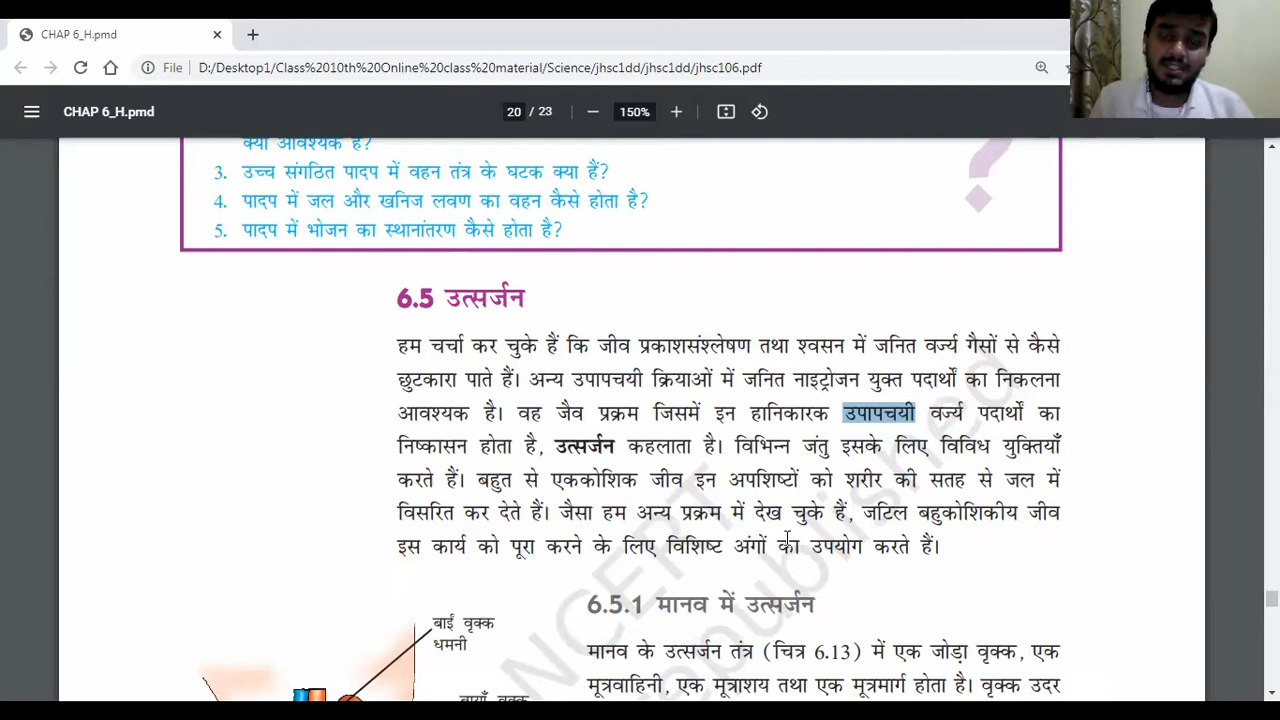 CHAP 6_H.pmd
File D:/Desktop1/Class%2010th%20Online%20class%20material/Science/jhsc1dd/jhsc1dd/jhsc106.pdf
CHAP 6_H.pmd 20 / 23 150%
क्या आवश्यक है?
3. उच्च संगठित पादप में वहन तंत्र के घटक क्या हैं?
4. पादप में जल और खनिज लवण का वहन कैसे होता है?
5. पादप में भोजन का स्थानांतरण कैसे होता है?
?
6.5 उत्सर्जन
हम चर्चा कर चुके हैं कि जीव प्रकाशसंश्लेषण तथा श्वसन में जनित वर्ज्य गैसों से कैसे
छुटकारा पाते हैं। अन्य उपापचयी क्रियाओं में जनित नाइट्रोजन युक्त पदार्थों का निकलना
आवश्यक है। वह जैव प्रक्रम जिसमें इन हानिकारक उपापचयी वर्ज्य पदार्थों का
निष्कासन होता है, उत्सर्जन कहलाता है। विभिन्न जंतु इसके लिए विविध युक्तियाँ
करते हैं। बहुत से एककोशिक जीव इन अपशिष्टों को शरीर की सतह से जल में
विसरित कर देते हैं। जैसा हम अन्य प्रक्रम में देख चुके हैं, जटिल बहुकोशिकीय जीव
इस कार्य को पूरा करने के लिए विशिष्ट अंगों का उपयोग करते हैं।
6.5.1 मानव में उत्सर्जन
बाईं वृक्क
धमनी
मानव के उत्सर्जन तंत्र (चित्र 6.13) में एक जोड़ा वृक्क, एक
मूत्रवाहिनी, एक मूत्राशय तथा एक मूत्रमार्ग होता है। वृक्क उदर
बायाँ वृक्क
NCERT
republished